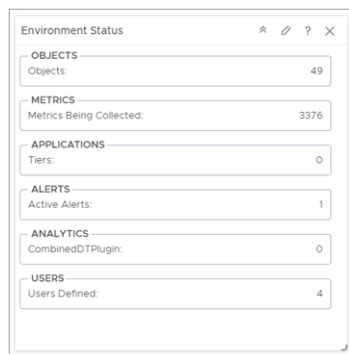 Environment Status ?
OBJECTS
Objects: 49
METRICS
Metrics Being Collected: 3376
APPLICATIONS
Tiers: 0
ALERTS
Active Alerts: 1
ANALYTICS
CombinedDTPlugin: 0
USERS
Users Defined: 4